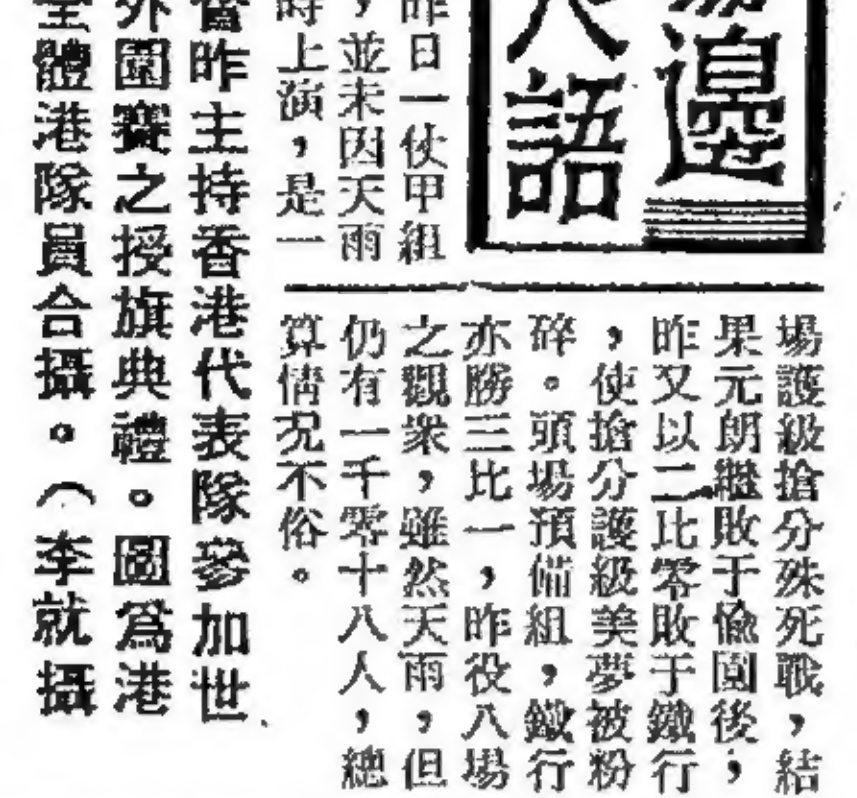 邊
語
昨日一仗甲組
，並未因天雨
時上演，是一
場護級搶分殊死戰，結
果元朗繼敗于愉園後，
昨又以二比零敗于鐵行
，使搶分護級美夢被粉
碎。頭場預備組，鐵行
亦勝三比一，昨役入場
之觀衆，雖然天雨，但
仍有一千零十八人，總
算情况不俗。
昨主持香港代表隊參加世
外圍賽之授旗典禮。圖爲港
全體港隊員合攝。（李就攝